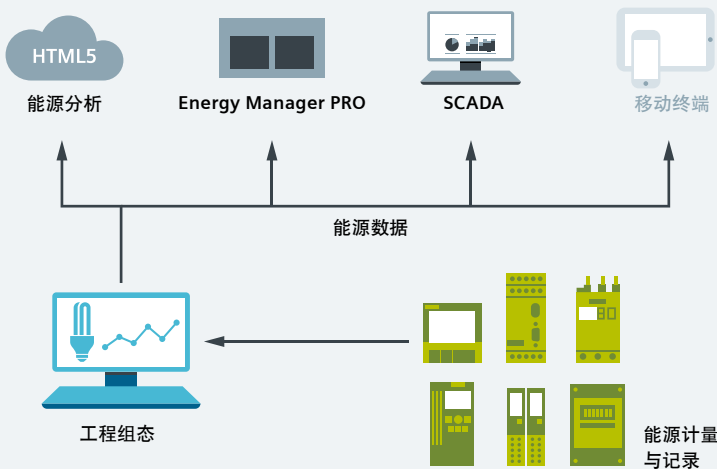 HTML5
能源分析
Energy Manager PRO
SCADA
移动终端
能源数据
工程组态
能源计量
与记录